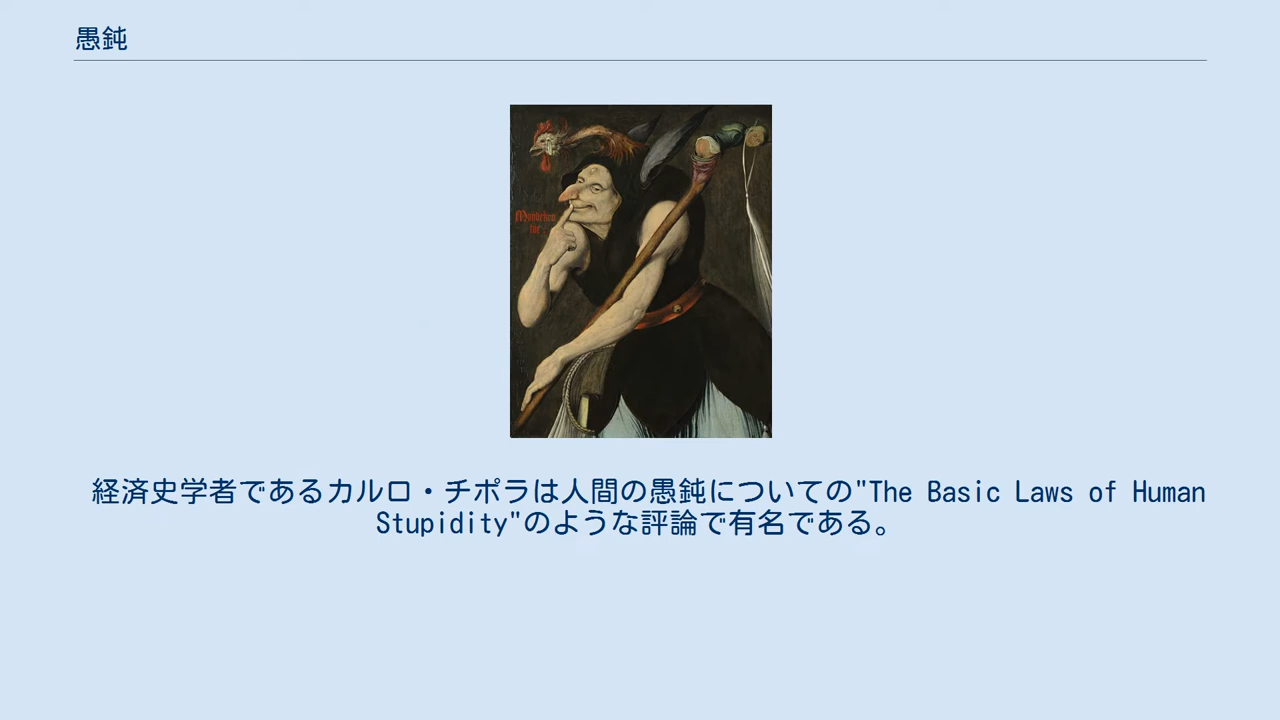 愚鈍
Mondeken
toe
経済史学者であるカルロ・チポラは人間の愚鈍についての"The Basic Laws of Human
Stupidity"のような評論で有名である。